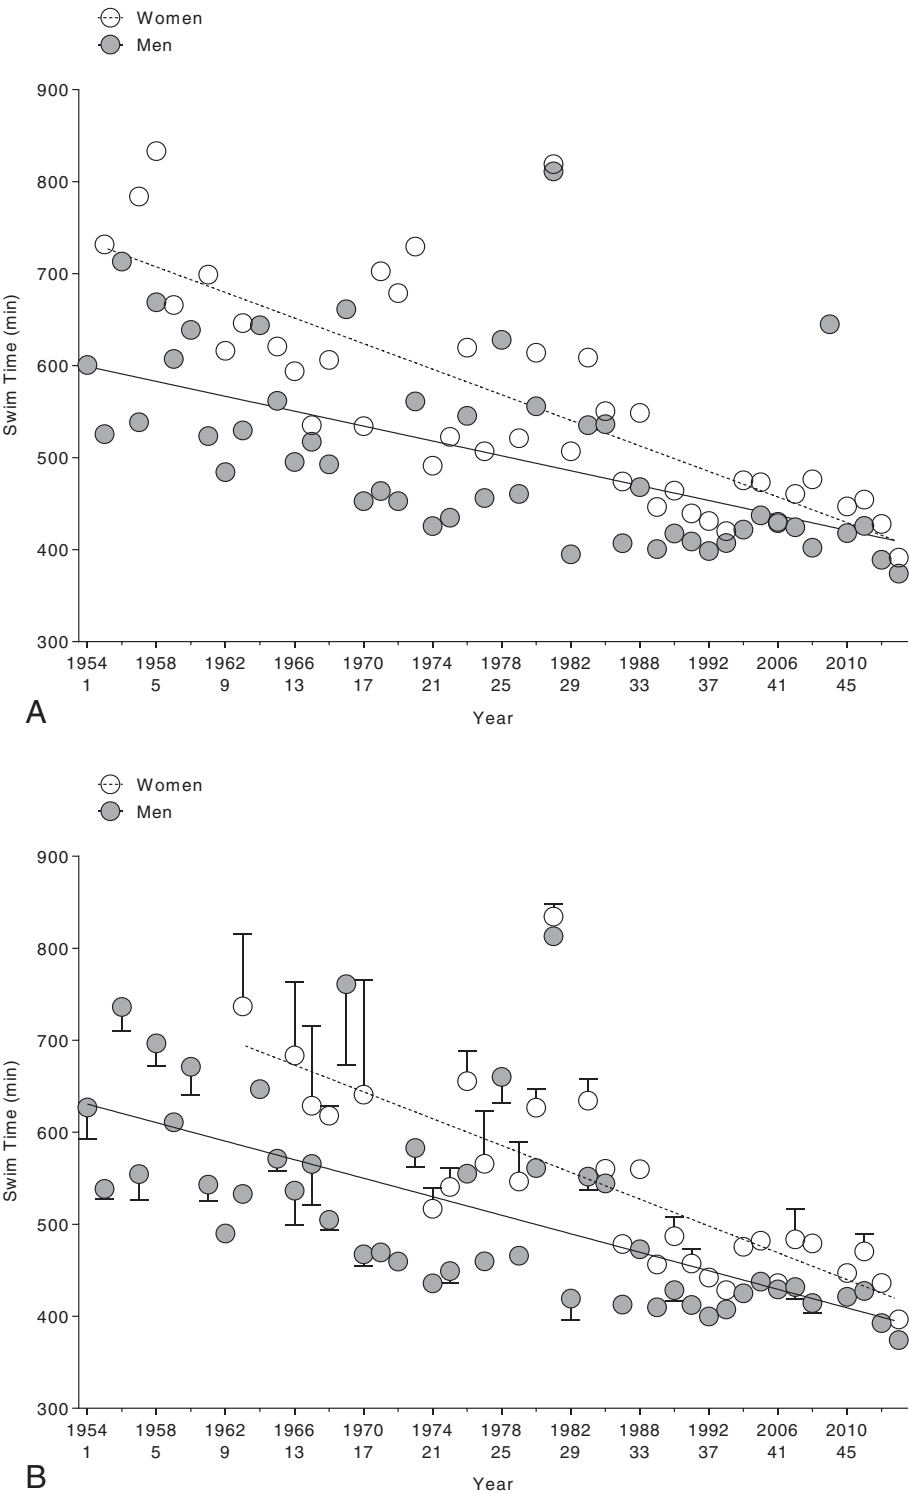 Women
Men
900
800
700
600
500
400
300
Swim Time (min)
1954 1958 1962 1966 1970 1974 1978 1982 1988 1992 2006 2010
1 5 9 13 17 21 25 29 33 37 41 45
Year
A
Women
Men
900
800
700
600
500
400
300
Swim Time (min)
1954 1958 1962 1966 1970 1974 1978 1982 1988 1992 2006 2010
1 5 9 13 17 21 25 29 33 37 41 45
Year
B